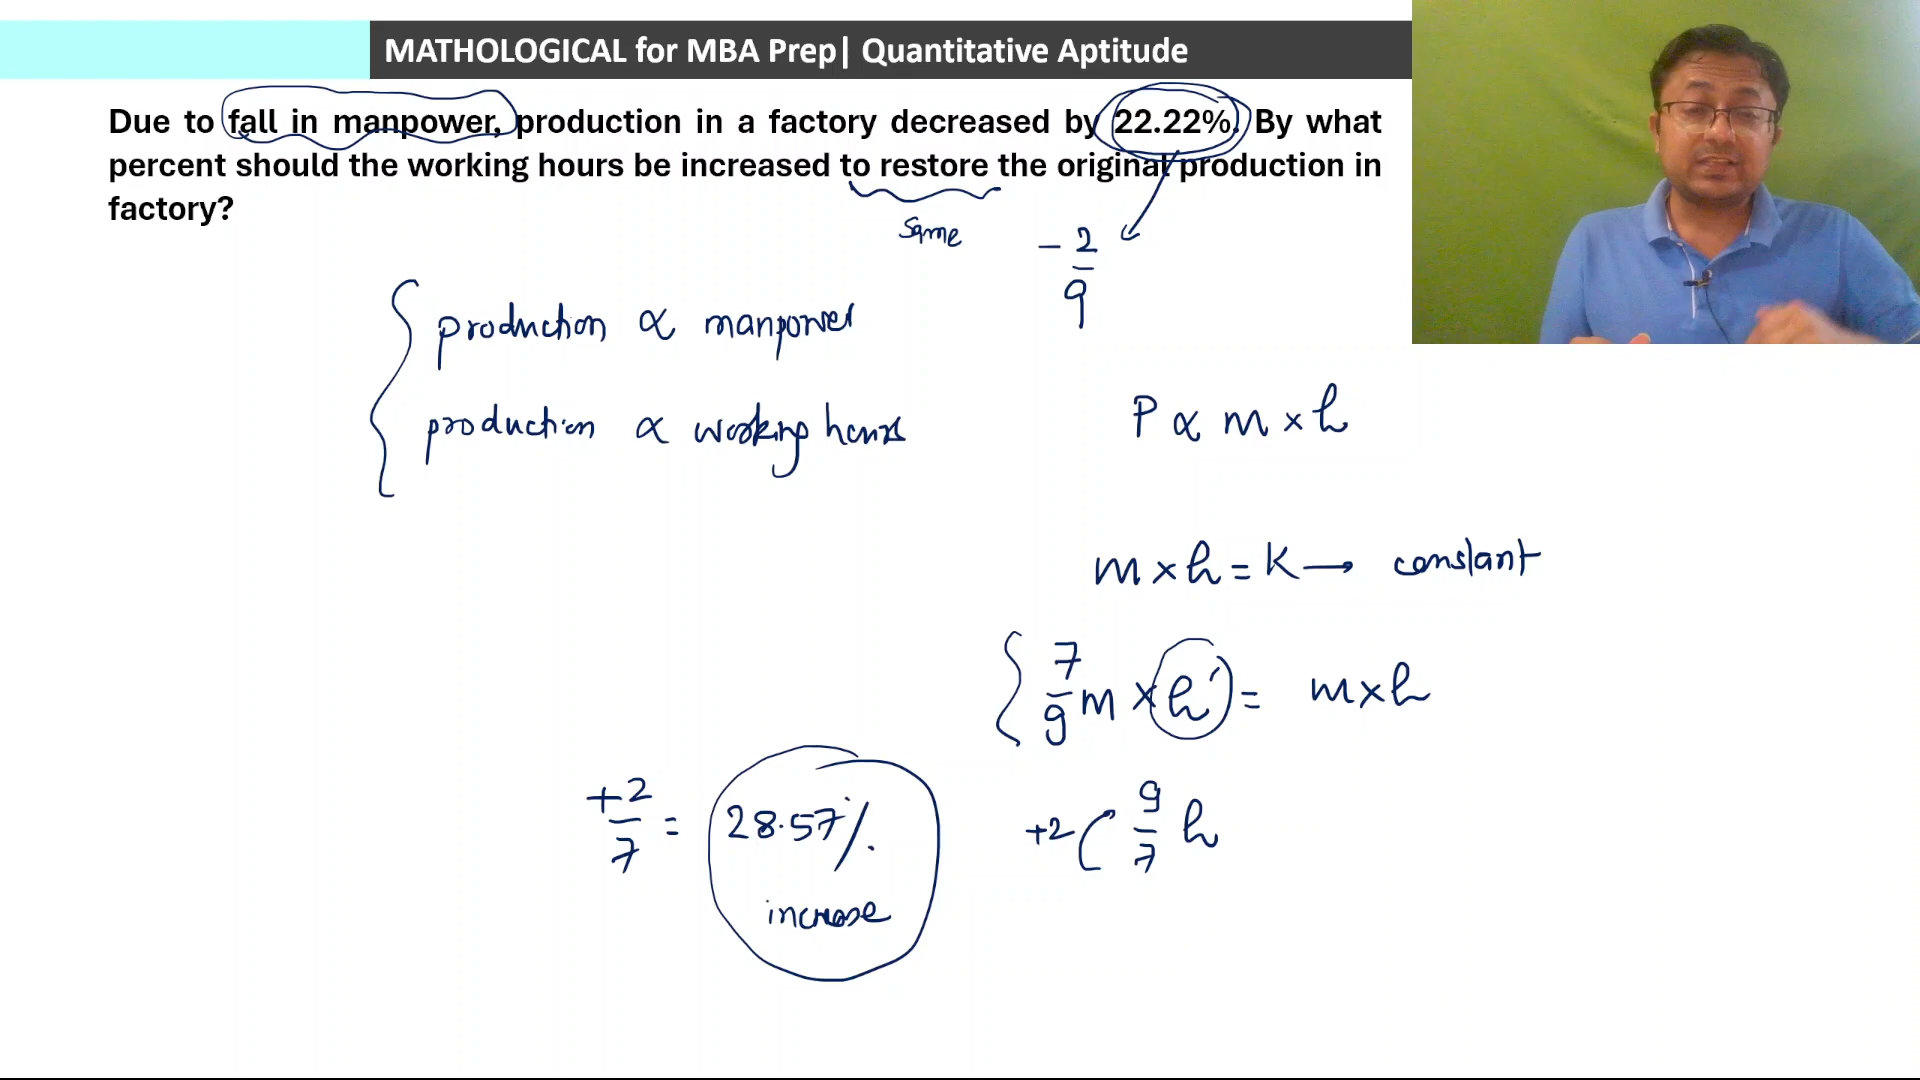 MATHOLOGICAL for MBA Prep| Quantitative Aptitude
Due to fall in manpower, production in a factory decreased by 22.22%. By what
percent should the working hours be increased to restore the original production in
factory?
same
- 2/9
production ∝ manpower
production ∝ working hours
P ∝ m × h
m × h = K → constant
7/9 m × h' = m × h
+2/7 = 28.57%
increase
+2 ( 9/7 h